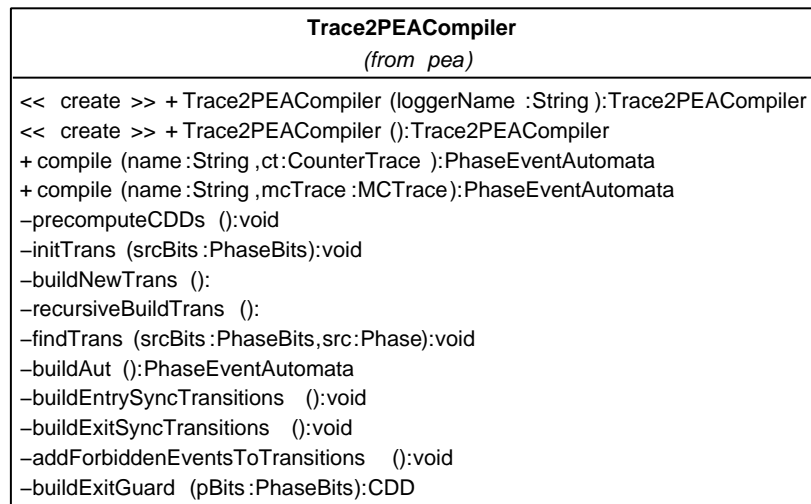 Trace2PEACompiler
(from pea)
<< create >> + Trace2PEACompiler (loggerName :String ):Trace2PEACompiler
<< create >> + Trace2PEACompiler ():Trace2PEACompiler
+ compile (name :String ,ct :CounterTrace ):PhaseEventAutomata
+ compile (name :String ,mcTrace :MCTrace ):PhaseEventAutomata
–precomputeCDDs ():void
–initTrans (srcBits :PhaseBits ):void
–buildNewTrans ():
–recursiveBuildTrans ():
–findTrans (srcBits :PhaseBits ,src :Phase ):void
–buildAut ():PhaseEventAutomata
–buildEntrySyncTransitions ():void
–buildExitSyncTransitions ():void
–addForbiddenEventsToTransitions ():void
–buildExitGuard (pBits :PhaseBits ):CDD